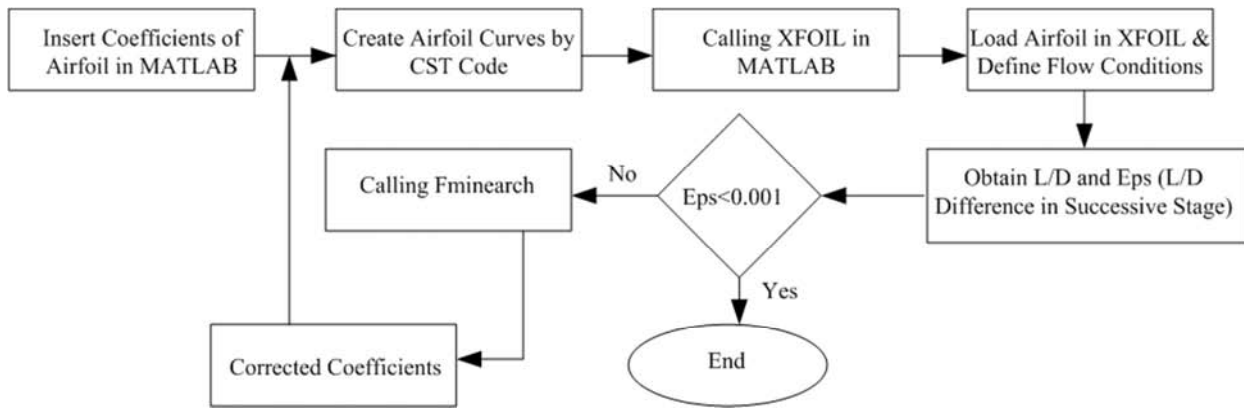 Insert Coefficients of
Airfoil in MATLAB
Create Airfoil Curves by
CST Code
Calling XFOIL in
MATLAB
Load Airfoil in XFOIL &
Define Flow Conditions
Obtain L/D and Eps (L/D
Difference in Successive Stage)
Eps<0.001
No
Calling Fminearch
Yes
Corrected Coefficients
End